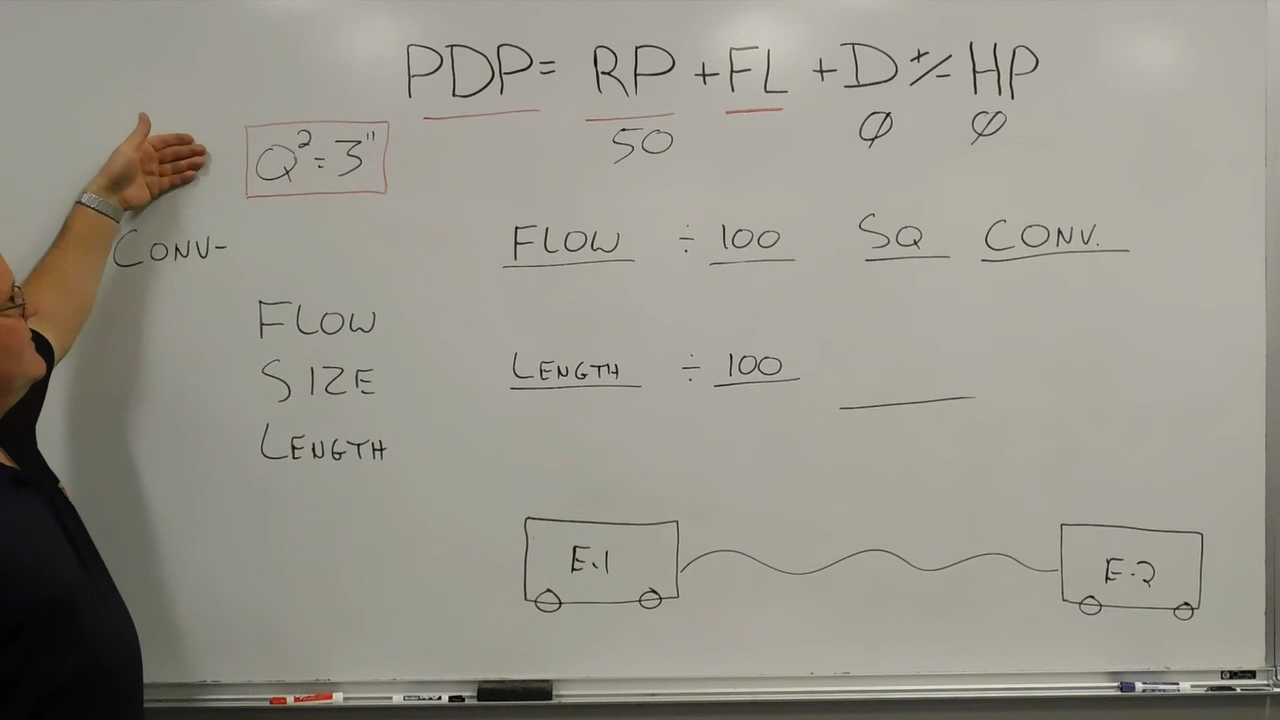 PDP = RP + FL + D +/- HP
50 Ø Ø
Q² = 3"
CONV-
FLOW ÷ 100 SQ CONV.
FLOW
SIZE
LENGTH ÷ 100
LENGTH
E.1
E-2